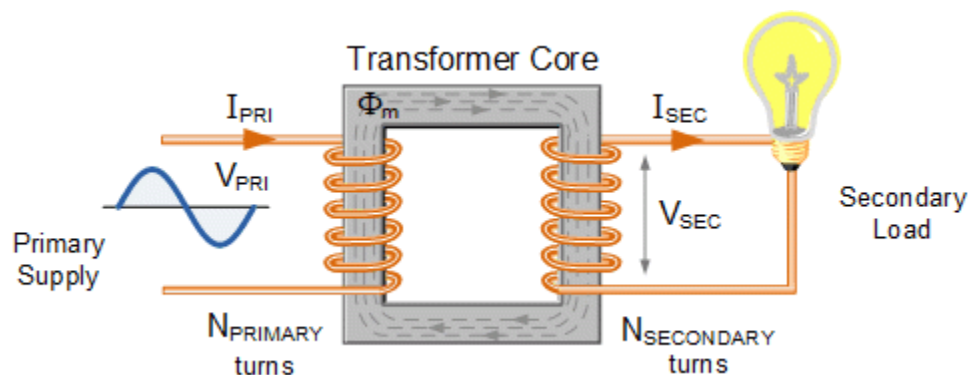 Transformer Core
Φm
IPRI
ISEC
VPRI
VSEC
Primary
Supply
Secondary
Load
NPRIMARY
turns
NSECONDARY
turns